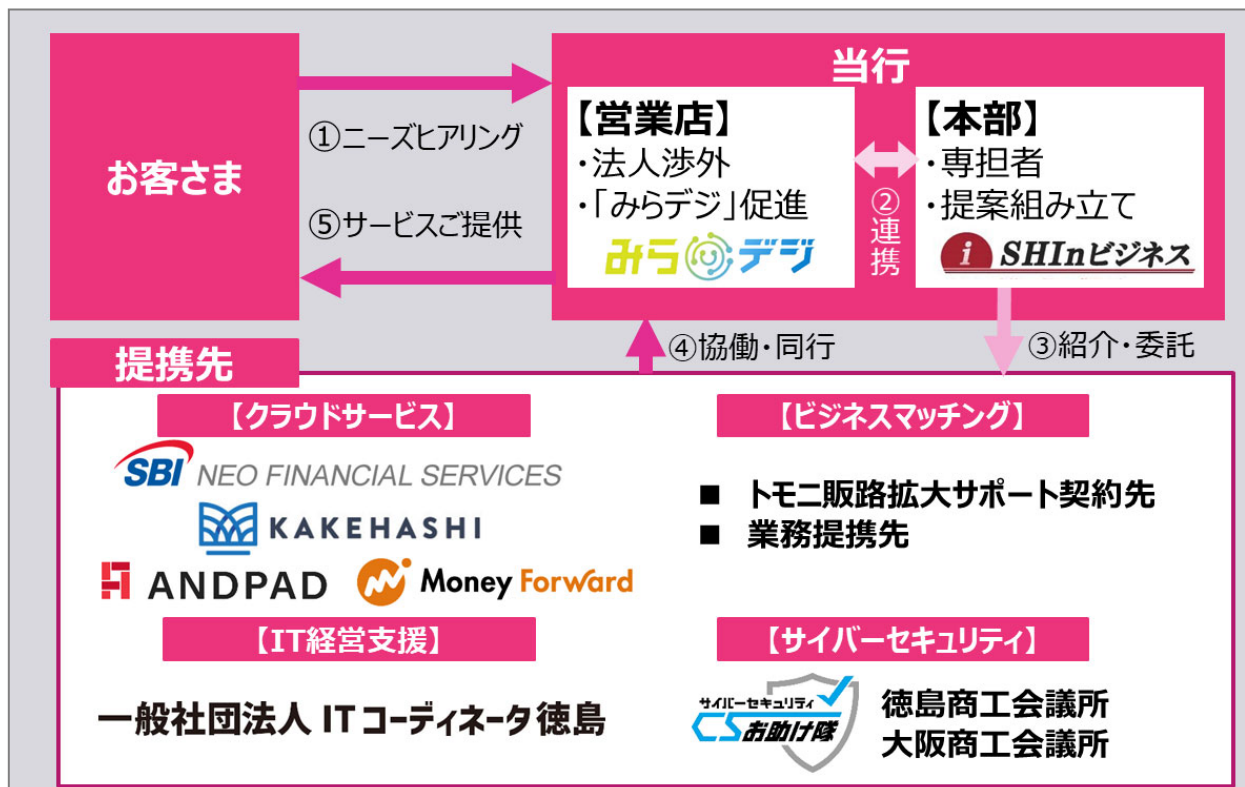 お客さま
①ニーズヒアリング
⑤サービスご提供
当行
【営業店】
・法人渉外
・「みらデジ」促進
みらデジ
②連携
【本部】
・専担者
・提案組み立て
i SHInビジネス
④協働・同行
③紹介・委託
提携先
【クラウドサービス】
SBI NEO FINANCIAL SERVICES
KAKEHASHI
ANDPAD
Money Forward
【ビジネスマッチング】
■ トモニ販路拡大サポート契約先
■ 業務提携先
【IT経営支援】
一般社団法人 ITコーディネータ徳島
【サイバーセキュリティ】
サイバーセキュリティ
CSお助け隊
徳島商工会議所
大阪商工会議所